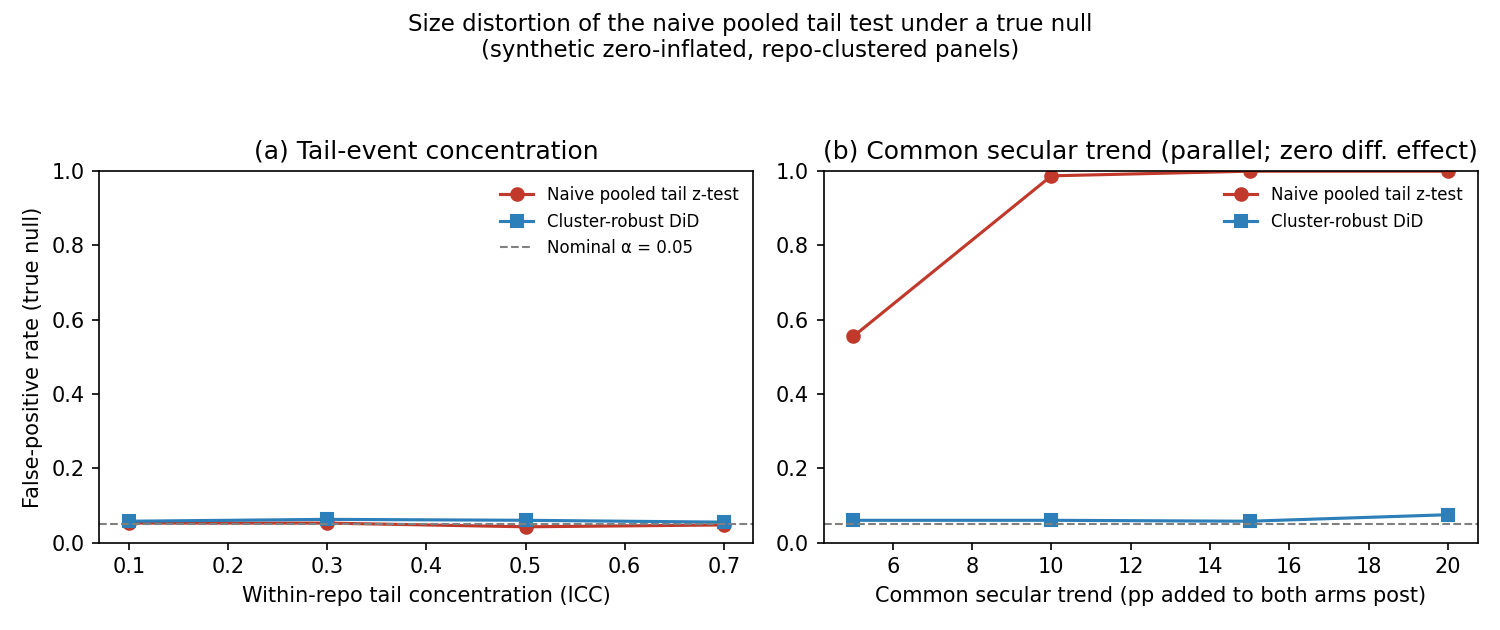 Size distortion of the naive pooled tail test under a true null
(synthetic zero-inflated, repo-clustered panels)
(a) Tail-event concentration
False-positive rate (true null)
1.0
0.8
0.6
0.4
0.2
0.0
Naive pooled tail z-test
Cluster-robust DiD
Nominal α = 0.05
0.1 0.2 0.3 0.4 0.5 0.6 0.7
Within-repo tail concentration (ICC)
(b) Common secular trend (parallel; zero diff. effect)
1.0
0.8
0.6
0.4
0.2
0.0
Naive pooled tail z-test
Cluster-robust DiD
6 8 10 12 14 16 18 20
Common secular trend (pp added to both arms post)